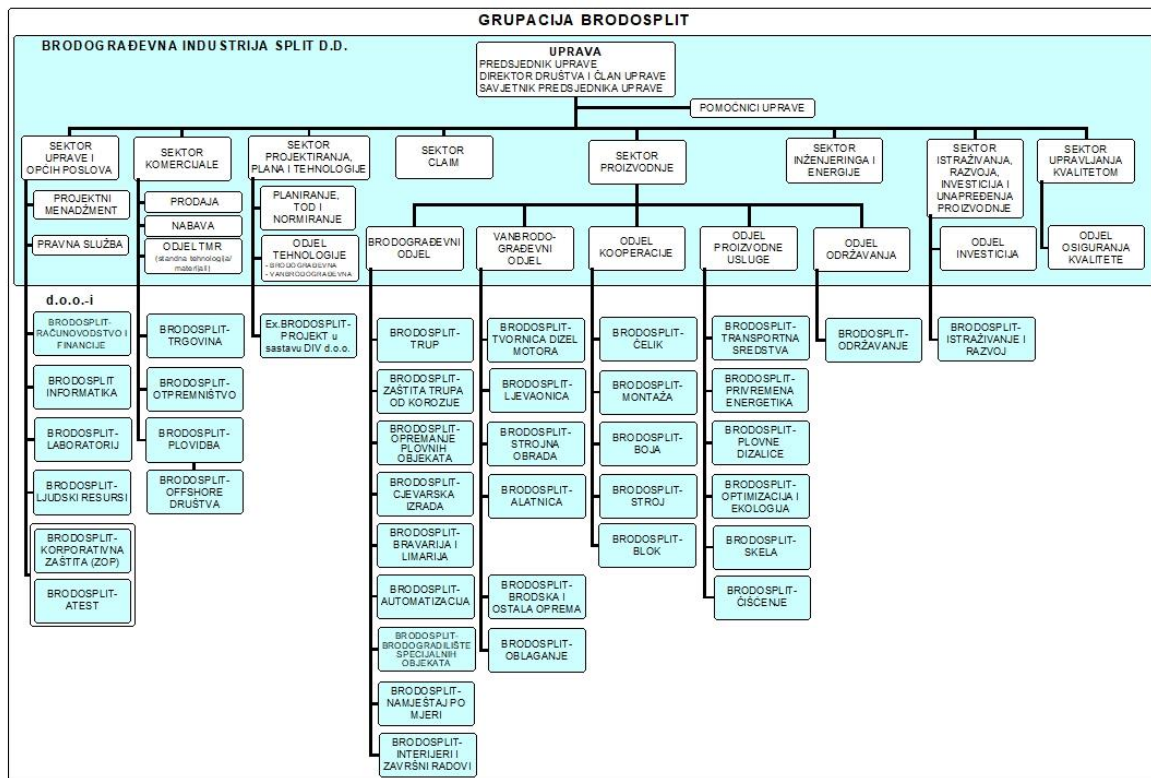 GRUPACIJA BRODOSPLIT
BRODOGRAĐEVNA INDUSTRIJA SPLIT D.D.
UPRAVA
PREDSJEDNIK UPRAVE
DIREKTOR DRUŠTVA I ČLAN UPRAVE
SAVJETNIK PREDSJEDNIKA UPRAVE
POMOĆNICI UPRAVE
SEKTOR
UPRAVE I
OPĆIH POSLOVA
SEKTOR
KOMERCIJALE
SEKTOR
PROJEKTIRANJA,
PLANA I TEHNOLOGIJE
SEKTOR
CLAIM
SEKTOR
PROIZVODNJE
SEKTOR
INŽENJERINGA I
ENERGIJE
SEKTOR
ISTRAŽIVANJA,
RAZVOJA,
INVESTICIJA I
UNAPREĐENJA
PROIZVODNJE
SEKTOR
UPRAVLJANJA
KVALITETOM
PROJEKTNI
MENADŽMENT
PRAVNA SLUŽBA
PRODAJA
NABAVA
ODJEL TMR
(standna tehnologija/
materijali)
PLANIRANJE,
TOD I
NORMIRANJE
ODJEL
TEHNOLOGIJE
- BRODOGRAĐEVNA
- VANBRODOGRAĐEVNA
BRODOGRAĐEVNI
ODJEL
VANBRODO-
GRAĐEVNI
ODJEL
ODJEL
KOOPERACIJE
ODJEL
PROIZVODNE
USLUGE
ODJEL
ODRŽAVANJA
ODJEL
INVESTICIJA
ODJEL
OSIGURANJA
KVALITETE
d.o.o.-i
BRODOSPLIT-
RAČUNOVODSTVO I
FINANCIJE
BRODOSPLIT
INFORMATIKA
BRODOSPLIT-
LABORATORIJ
BRODOSPLIT-
LJUDSKI RESURSI
BRODOSPLIT-
KORPORATIVNA
ZAŠTITA (ZOP)
BRODOSPLIT-
ATEST
BRODOSPLIT-
TRGOVINA
BRODOSPLIT-
OTPREMNIŠTVO
BRODOSPLIT-
PLOVIDBA
BRODOSPLIT-
OFFSHORE
DRUŠTVA
Ex.BRODOSPLIT-
PROJEKT u
sastavu DIV d.o.o.
BRODOSPLIT-
TRUP
BRODOSPLIT-
ZAŠTITA TRUPA
OD KOROZIJE
BRODOSPLIT-
OPREMANJE
PLOVNIH OBJEKATA
BRODOSPLIT-
CJEVARSKA
IZRADA
BRODOSPLIT-
BRAVARIJA I
LIMARIJA
BRODOSPLIT-
AUTOMATIZACIJA
BRODOSPLIT-
BRODOGRADILIŠTE
SPECIJALNIH
OBJEKATA
BRODOSPLIT-
NAMJEŠTAJ PO
MJERI
BRODOSPLIT-
INTERIJERI I
ZAVRŠNI RADOVI
BRODOSPLIT-
TVORNICA DIZEL
MOTORA
BRODOSPLIT-
LJEVAONICA
BRODOSPLIT-
STROJNA
OBRADA
BRODOSPLIT-
ALATNICA
BRODOSPLIT-
BRODSKA I
OSTALA OPREMA
BRODOSPLIT-
OBLAGANJE
BRODOSPLIT-
ČELIK
BRODOSPLIT-
MONTAŽA
BRODOSPLIT-
BOJA
BRODOSPLIT-
STROJ
BRODOSPLIT-
BLOK
BRODOSPLIT-
TRANSPORTNA
SREDSTVA
BRODOSPLIT-
PRIVREMENA
ENERGETIKA
BRODOSPLIT-
PLOVNE
DIZALICE
BRODOSPLIT-
OPTIMIZACIJA I
EKOLOGIJA
BRODOSPLIT-
SKELA
BRODOSPLIT-
ČIŠĆENJE
BRODOSPLIT-
ODRŽAVANJE
BRODOSPLIT-
ISTRAŽIVANJE I
RAZVOJ